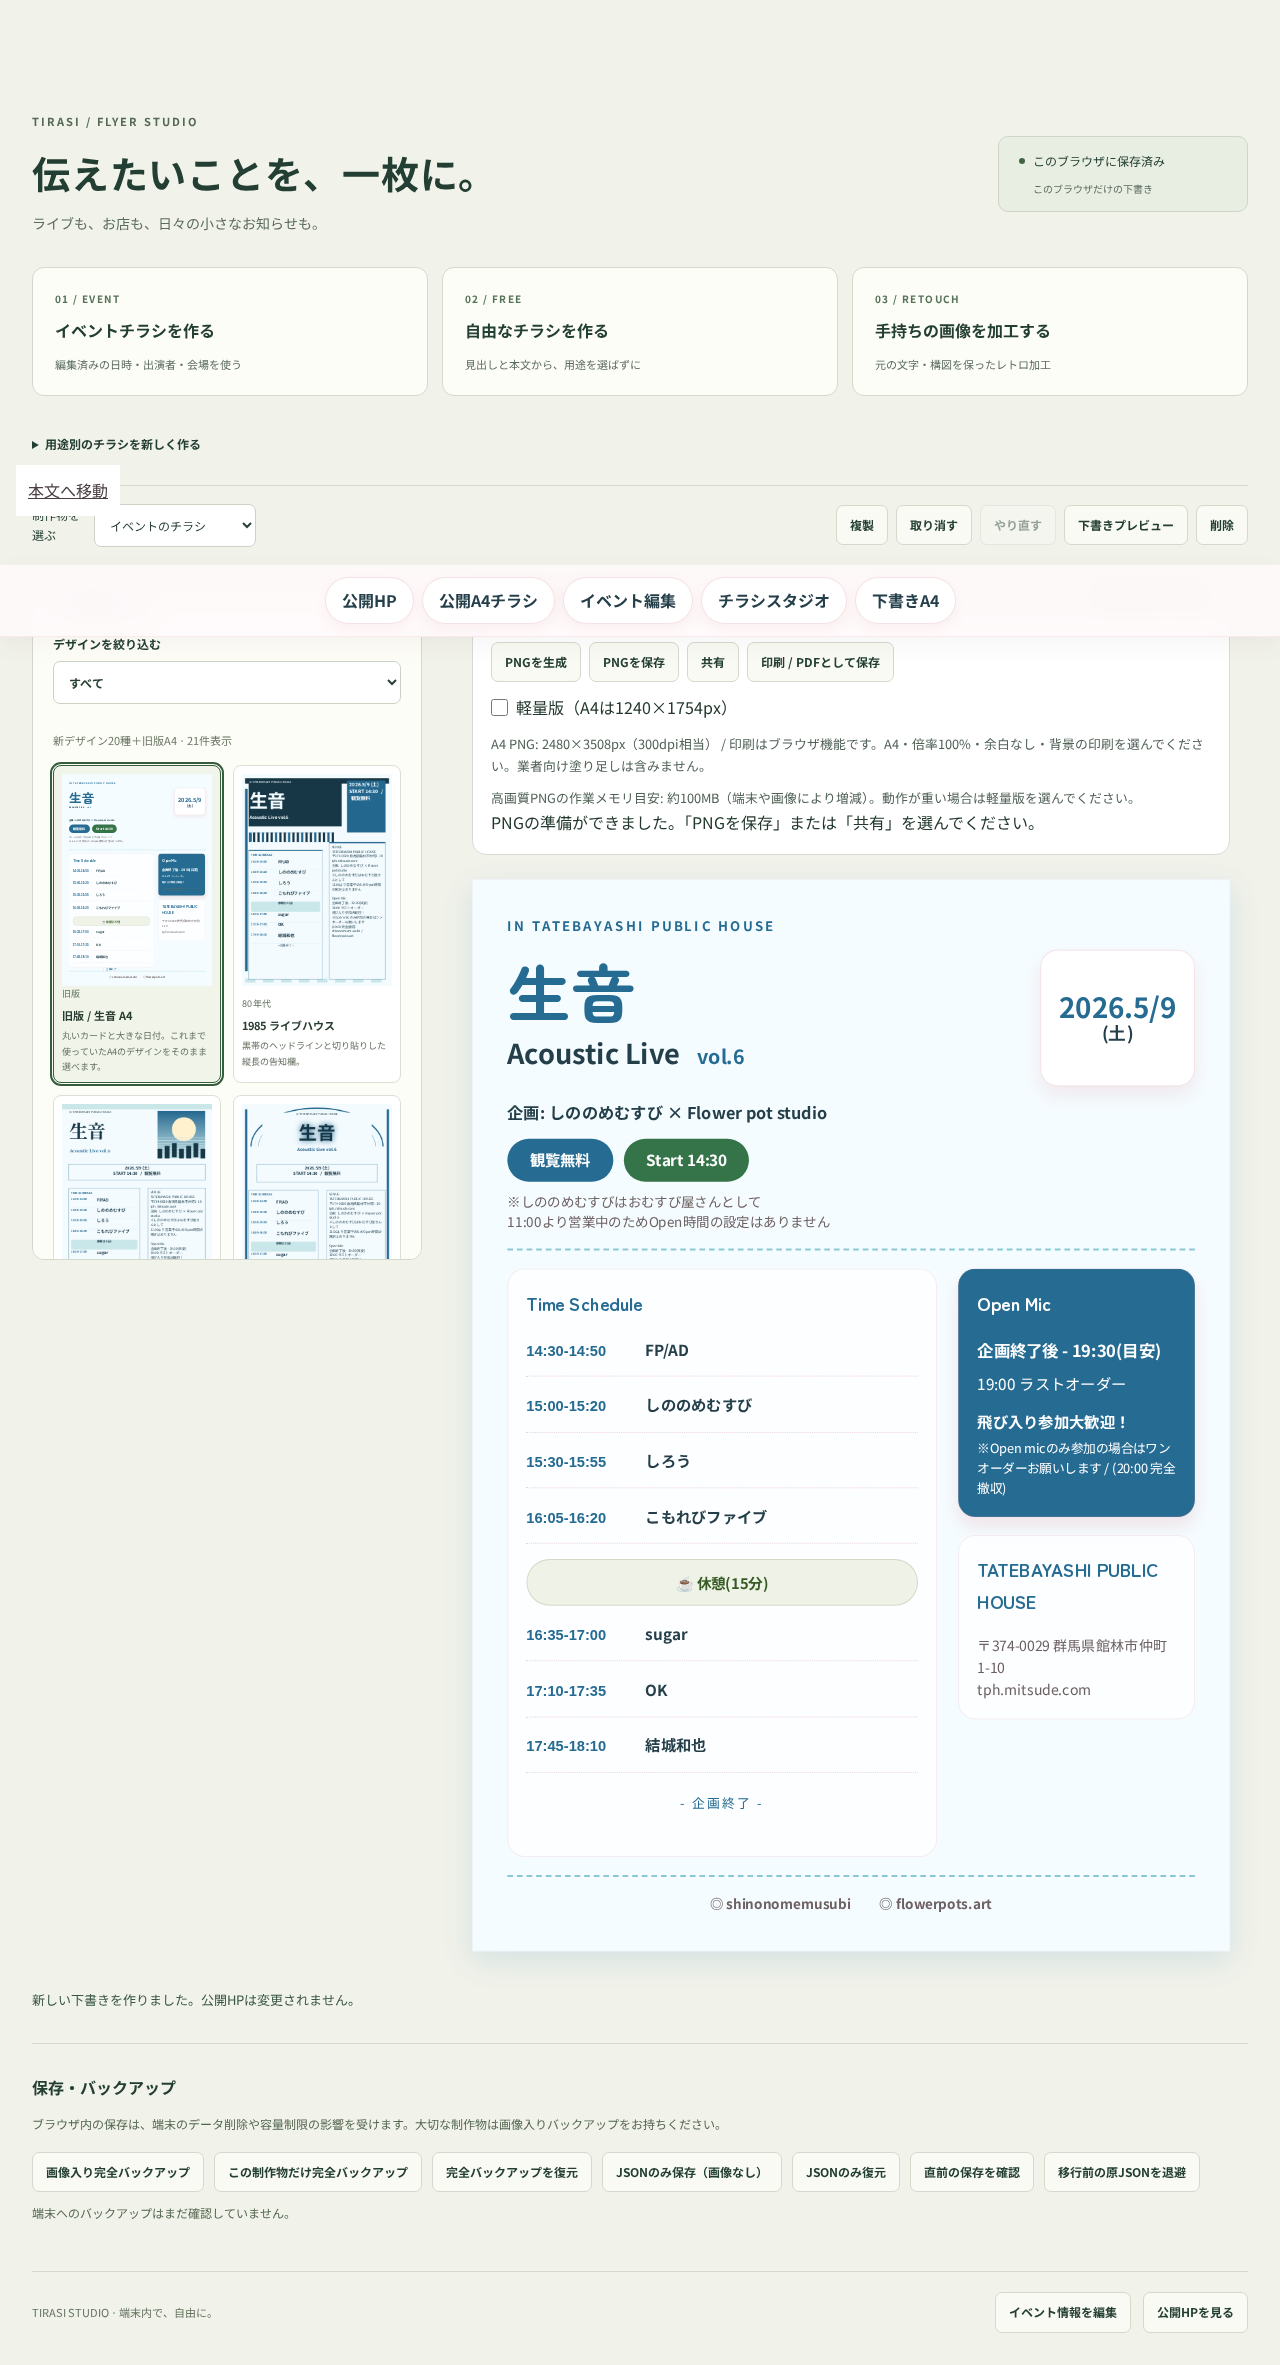 TIRASI / FLYER STUDIO
伝えたいことを、一枚に。
ライブも、お店も、日々の小さなお知らせも。
このブラウザに保存済み
このブラウザだけの下書き
01 / EVENT
イベントチラシを作る
編集済みの日時・出演者・会場を使う
02 / FREE
自由なチラシを作る
見出しと本文から、用途を選ばずに
03 / RETOUCH
手持ちの画像を加工する
元の文字・構図を保ったレトロ加工
用途別のチラシを新しく作る
本文へ移動
制作物を
選ぶ
イベントのチラシ
複製
取り消す
やり直す
下書きプレビュー
削除
公開HP
公開A4チラシ
イベント編集
チラシスタジオ
下書きA4
デザインを絞り込む
すべて
新デザイン20種＋旧版A4 · 21件表示
旧版
旧版 / 生音 A4
丸いカードと大きな日付。これまで
使っていたA4のデザインをそのまま
選べます。
80年代
1985 ライブハウス
黒帯のヘッドラインと切り貼りした
縦長の告知欄。
PNGを生成
PNGを保存
共有
印刷 / PDFとして保存
軽量版（A4は1240×1754px）
A4 PNG: 2480×3508px（300dpi相当） / 印刷はブラウザ機能です。A4・倍率100%・余白なし・背景の印刷を選んでくださ
い。業者向け塗り足しは含みません。
高画質PNGの作業メモリ目安: 約100MB（端末や画像により増減）。動作が重い場合は軽量版を選んでください。
PNGの準備ができました。「PNGを保存」または「共有」を選んでください。
IN TATEBAYASHI PUBLIC HOUSE
生音
Acoustic Live vol.6
2026.5/9
(土)
企画: しののめむすび × Flower pot studio
観覧無料
Start 14:30
※しののめむすびはおむすび屋さんとして
11:00より営業中のためOpen時間の設定はありません
Time Schedule
14:30-14:50 FP/AD
15:00-15:20 しののめむすび
15:30-15:55 しろう
16:05-16:20 こもれびファイブ
☕ 休憩(15分)
16:35-17:00 sugar
17:10-17:35 OK
17:45-18:10 結城和也
- 企画終了 -
Open Mic
企画終了後 - 19:30(目安)
19:00 ラストオーダー
飛び入り参加大歓迎！
※Open micのみ参加の場合はワン
オーダーお願いします / (20:00 完全
撤収)
TATEBAYASHI PUBLIC
HOUSE
〒374-0029 群馬県館林市仲町
1-10
tph.mitsude.com
◎ shinonomemusubi
◎ flowerpots.art
新しい下書きを作りました。公開HPは変更されません。
保存・バックアップ
ブラウザ内の保存は、端末のデータ削除や容量制限の影響を受けます。大切な制作物は画像入りバックアップをお持ちください。
画像入り完全バックアップ
この制作物だけ完全バックアップ
完全バックアップを復元
JSONのみ保存（画像なし）
JSONのみ復元
直前の保存を確認
移行前の原JSONを退避
端末へのバックアップはまだ確認していません。
TIRASI STUDIO · 端末内で、自由に。
イベント情報を編集
公開HPを見る